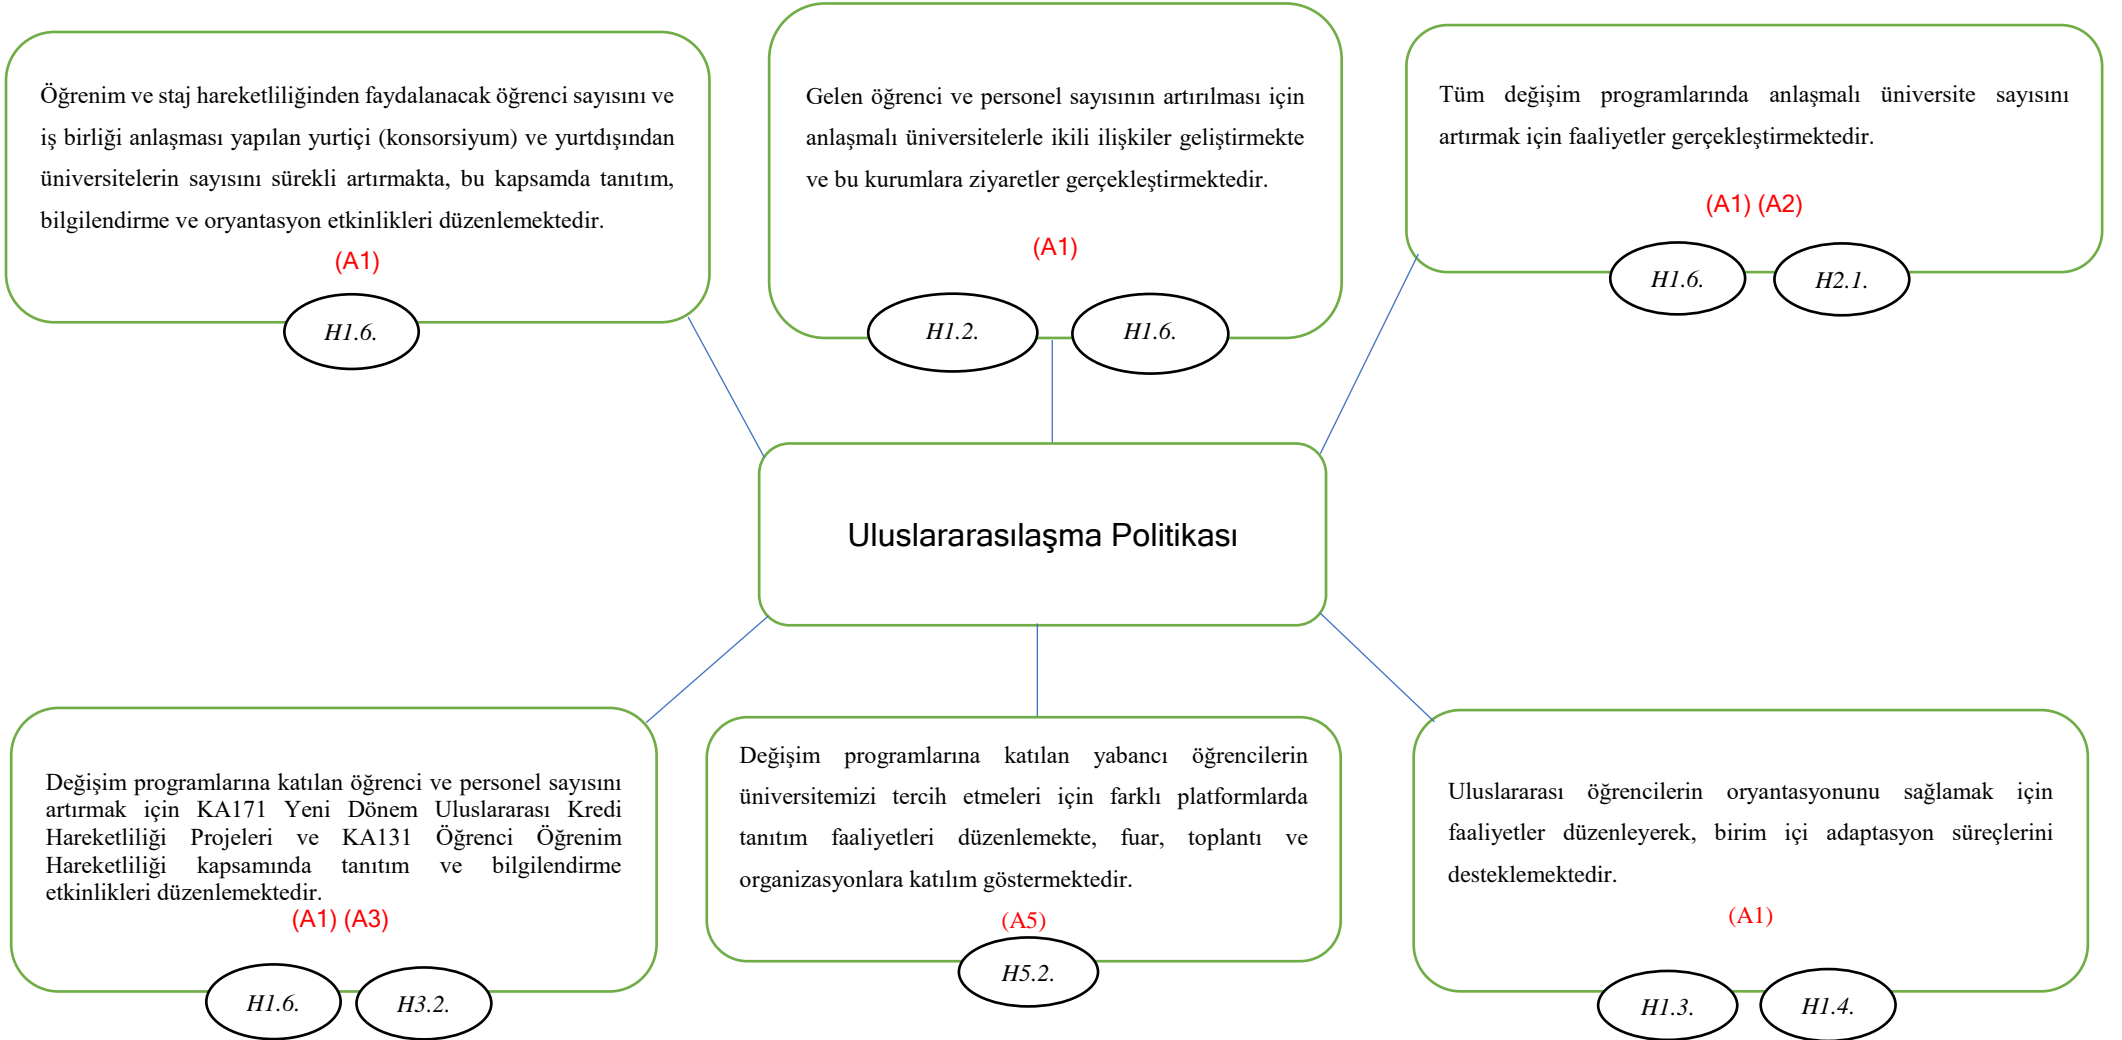 Öğrenim ve staj hareketliliğinden faydalanacak öğrenci sayısını ve
iş birliği anlaşması yapılan yurtiçi (konsorsiyum) ve yurtdışından
üniversitelerin sayısını sürekli artırmakta, bu kapsamda tanıtım,
bilgilendirme ve oryantasyon etkinlikleri düzenlemektedir.
(A1)
H1.6.
Gelen öğrenci ve personel sayısının artırılması için
anlaşmalı üniversitelerle ikili ilişkiler geliştirmekte
ve bu kurumlara ziyaretler gerçekleştirmektedir.
(A1)
H1.2.
H1.6.
Tüm değişim programlarında anlaşmalı üniversite sayısını
artırmak için faaliyetler gerçekleştirmektedir.
(A1) (A2)
H1.6.
H2.1.
Uluslararasılaşma Politikası
Değişim programlarına katılan öğrenci ve personel sayısını
artırmak için KA171 Yeni Dönem Uluslararası Kredi
Hareketliliği Projeleri ve KA131 Öğrenci Öğrenim
Hareketliliği kapsamında tanıtım ve bilgilendirme
etkinlikleri düzenlemektedir.
(A1) (A3)
H1.6.
H3.2.
Değişim programlarına katılan yabancı öğrencilerin
üniversitemizi tercih etmeleri için farklı platformlarda
tanıtım faaliyetleri düzenlemekte, fuar, toplantı ve
organizasyonlara katılım göstermektedir.
(A5)
H5.2.
Uluslararası öğrencilerin oryantasyonunu sağlamak için
faaliyetler düzenleyerek, birim içi adaptasyon süreçlerini
desteklemektedir.
(A1)
H1.3.
H1.4.